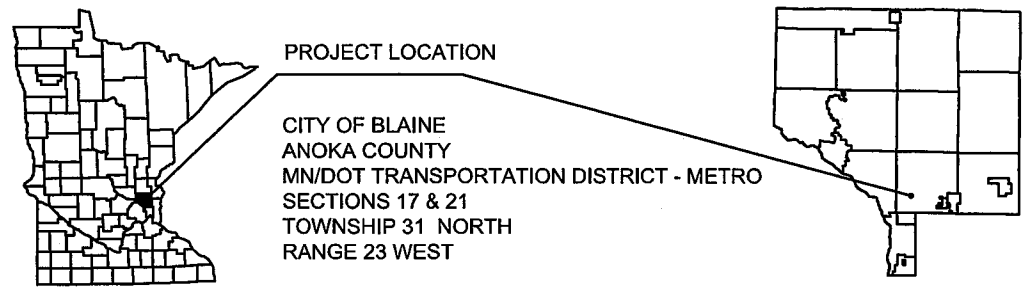 PROJECT LOCATION
CITY OF BLAINE
ANOKA COUNTY
MN/DOT TRANSPORTATION DISTRICT - METRO
SECTIONS 17 & 21
TOWNSHIP 31 NORTH
RANGE 23 WEST